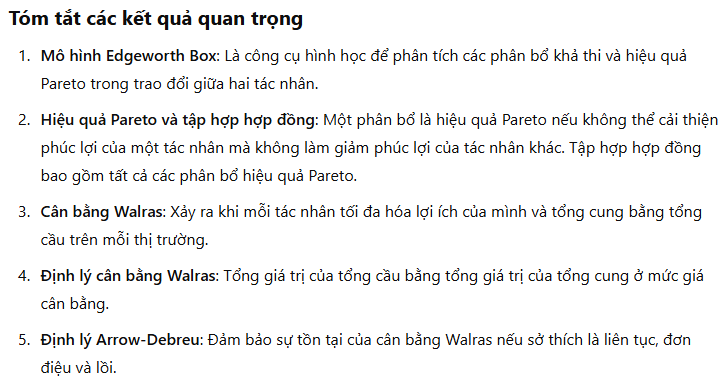 Tóm tắt các kết quả quan trọng
1. Mô hình Edgeworth Box: Là công cụ hình học để phân tích các phân bổ khả thi và hiệu quả
Pareto trong trao đổi giữa hai tác nhân.
2. Hiệu quả Pareto và tập hợp hợp đồng: Một phân bổ là hiệu quả Pareto nếu không thể cải thiện
phúc lợi của một tác nhân mà không làm giảm phúc lợi của tác nhân khác. Tập hợp hợp đồng
bao gồm tất cả các phân bổ hiệu quả Pareto.
3. Cân bằng Walras: Xảy ra khi mỗi tác nhân tối đa hóa lợi ích của mình và tổng cung bằng tổng
cầu trên mỗi thị trường.
4. Định lý cân bằng Walras: Tổng giá trị của tổng cầu bằng tổng giá trị của tổng cung ở mức giá
cân bằng.
5. Định lý Arrow-Debreu: Đảm bảo sự tồn tại của cân bằng Walras nếu sở thích là liên tục, đơn
điệu và lồi.